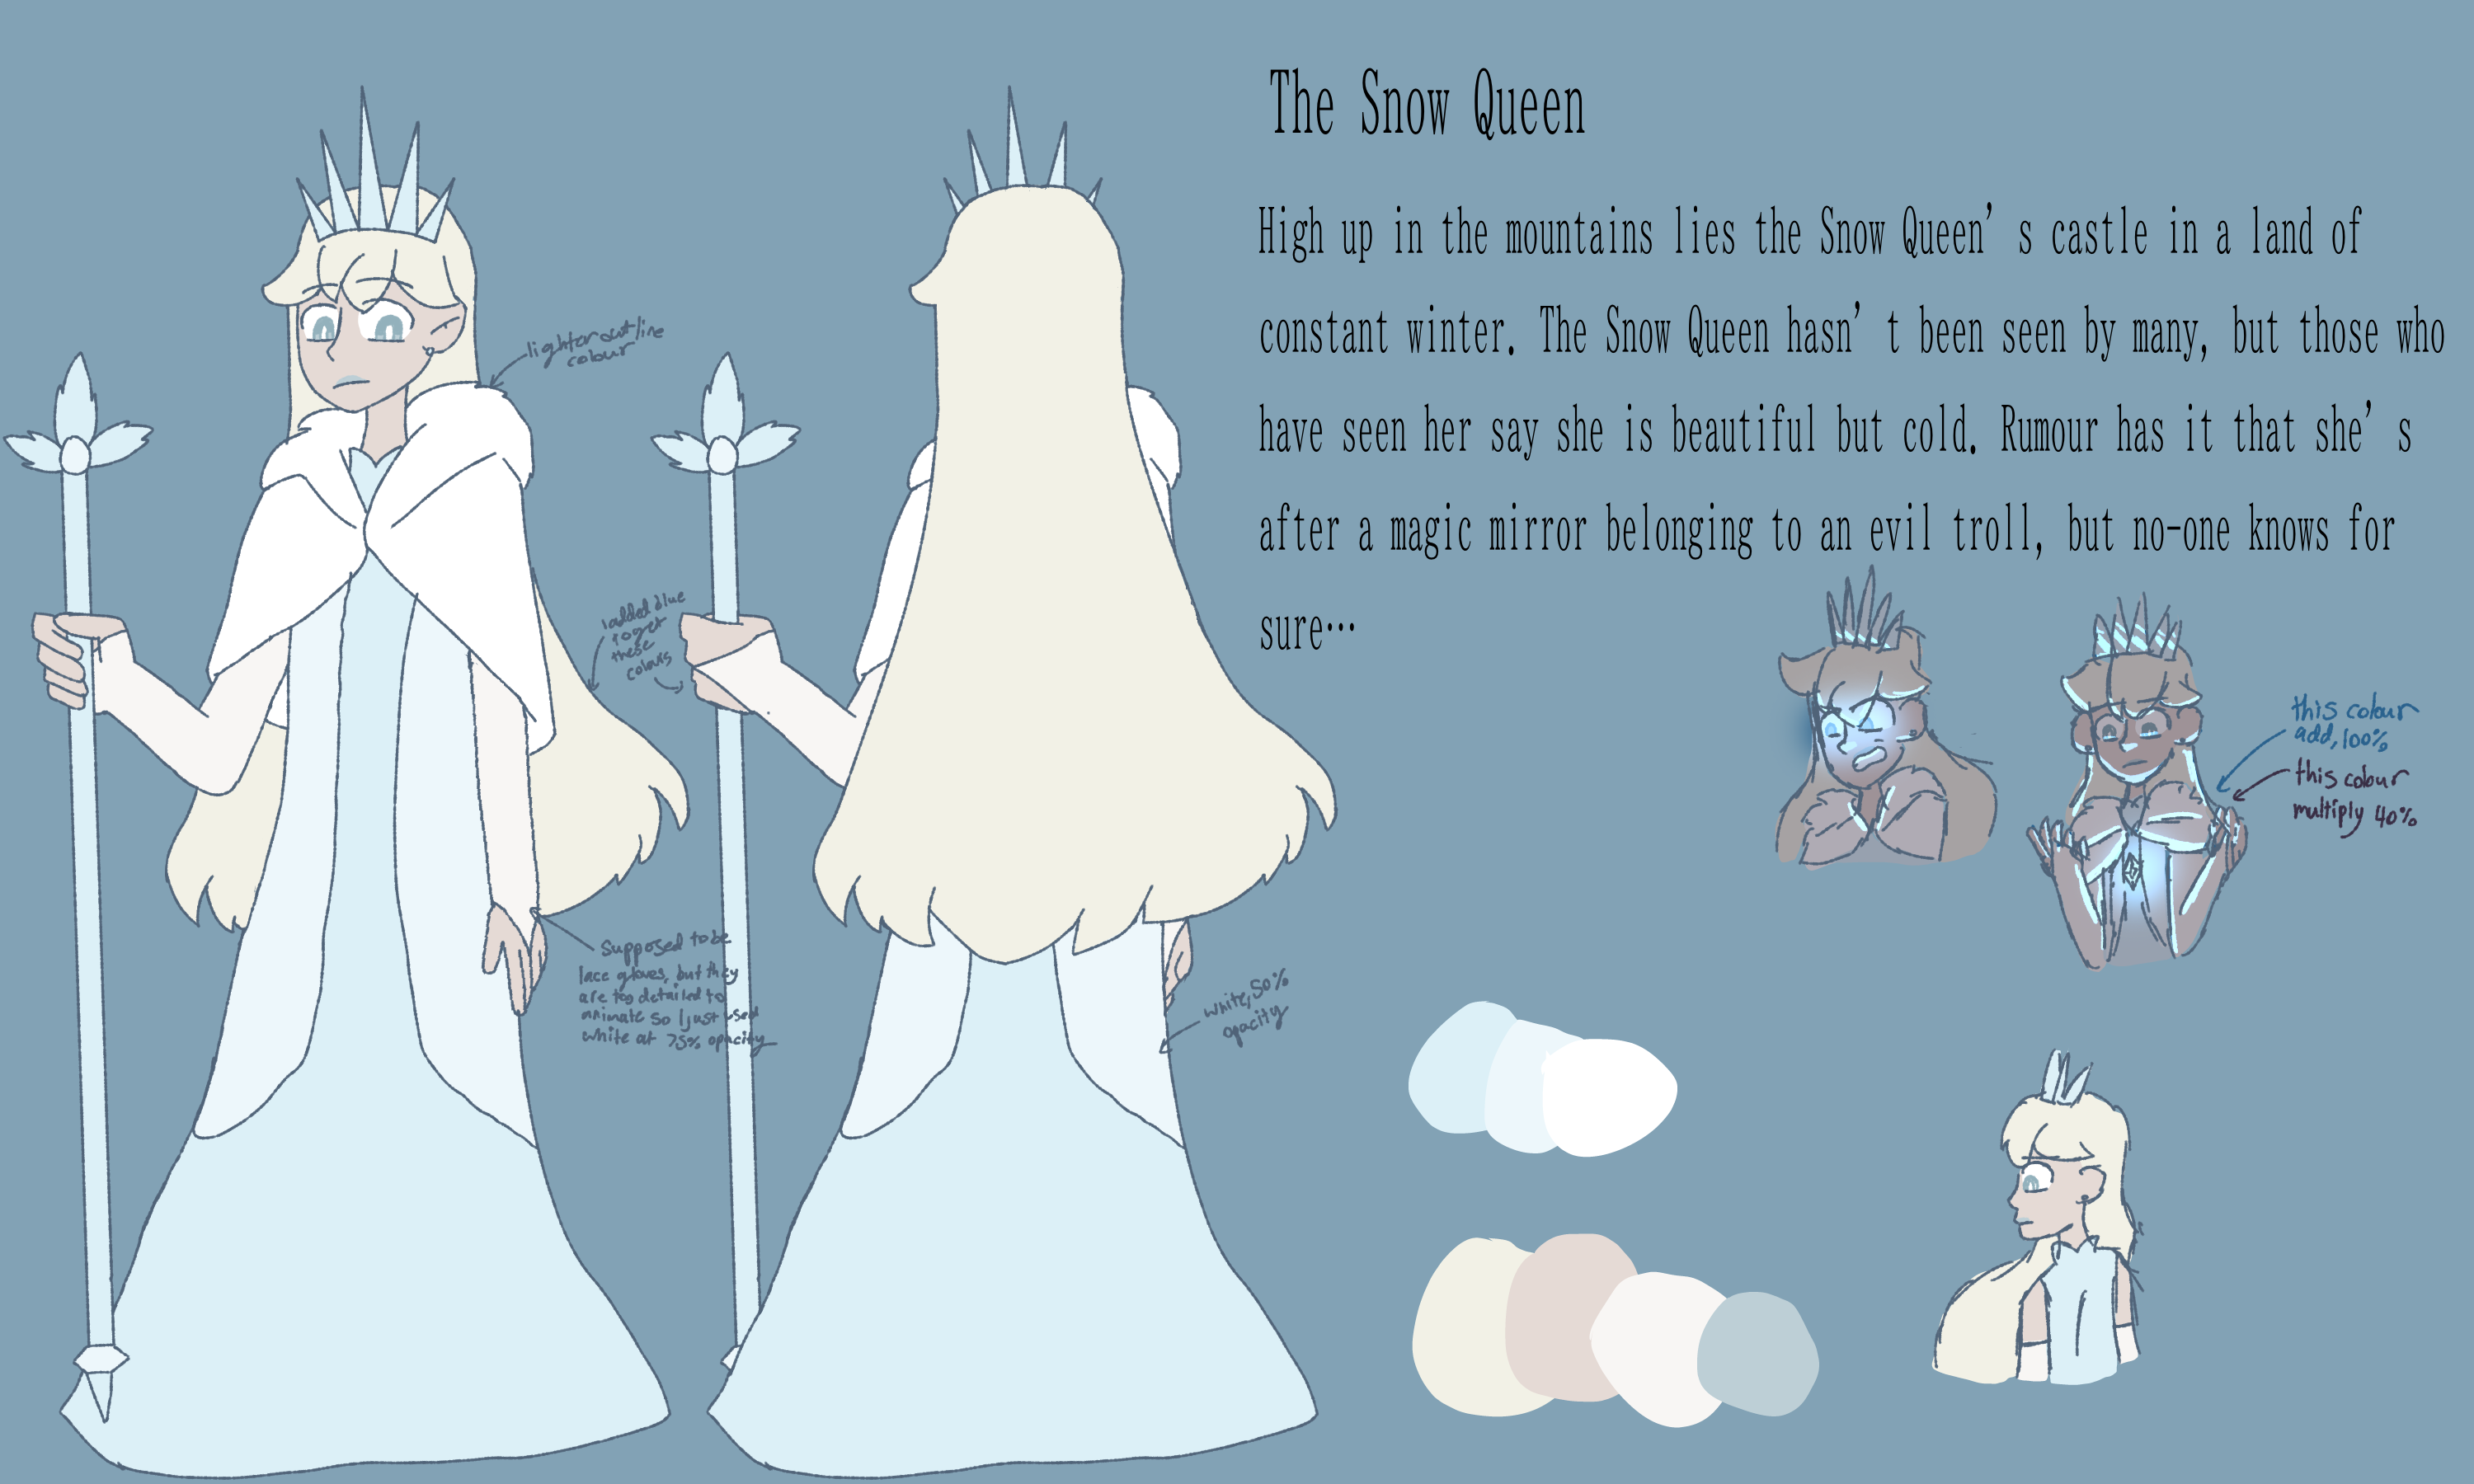 The Snow Queen
High up in the mountains lies the Snow Queen's castle in a land of
constant winter. The Snow Queen hasn't been seen by many, but those who
have seen her say she is beautiful but cold. Rumour has it that she's
after a magic mirror belonging to an evil troll, but no-one knows for
sure…
lighter outline
colour
I added blue
to get
these
colours
supposed to be
lace gloves, but they
are too detailed to
animate so I just used
white at 75% opacity
white, 50%
opacity
this colour
add, 100%
this colour
multiply 40%